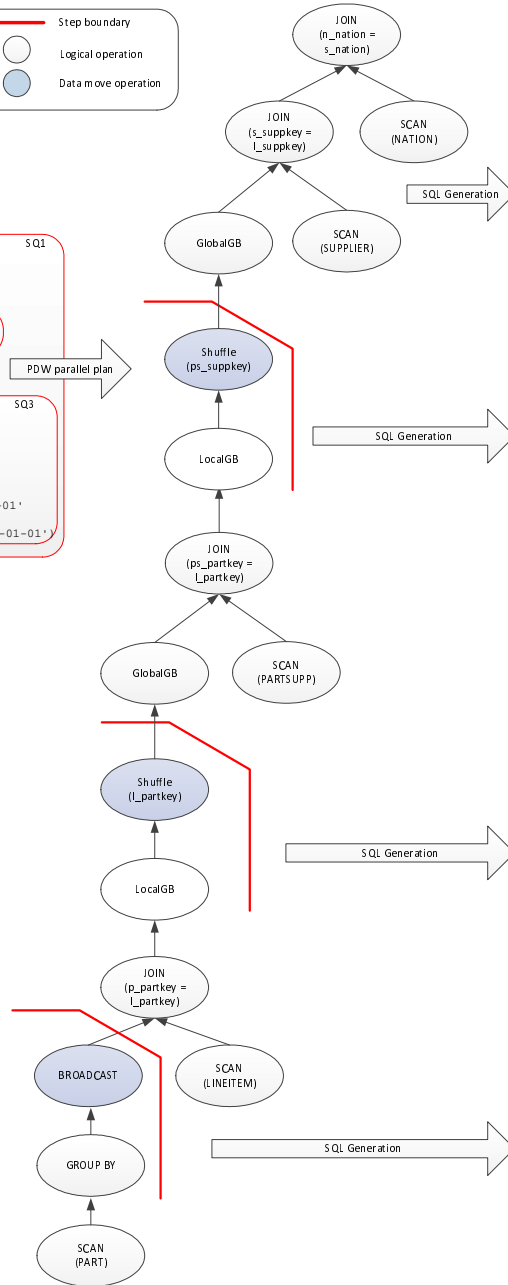 Step boundary
Logical operation
Data move operation
JOIN
(n_nation =
s_nation)
JOIN
(s_suppkey =
l_suppkey)
SCAN
(NATION)
SQL Generation
GlobalGB
SCAN
(SUPPLIER)
SQ1
Shuffle
(ps_suppkey)
PDW parallel plan
SQ3
SQL Generation
LocalGB
-01'
-01-01')
JOIN
(ps_partkey =
l_partkey)
GlobalGB
SCAN
(PARTSUPP)
Shuffle
(l_partkey)
SQL Generation
LocalGB
JOIN
(p_partkey =
l_partkey)
BROADCAST
SCAN
(LINEITEM)
SQL Generation
GROUP BY
SCAN
(PART)